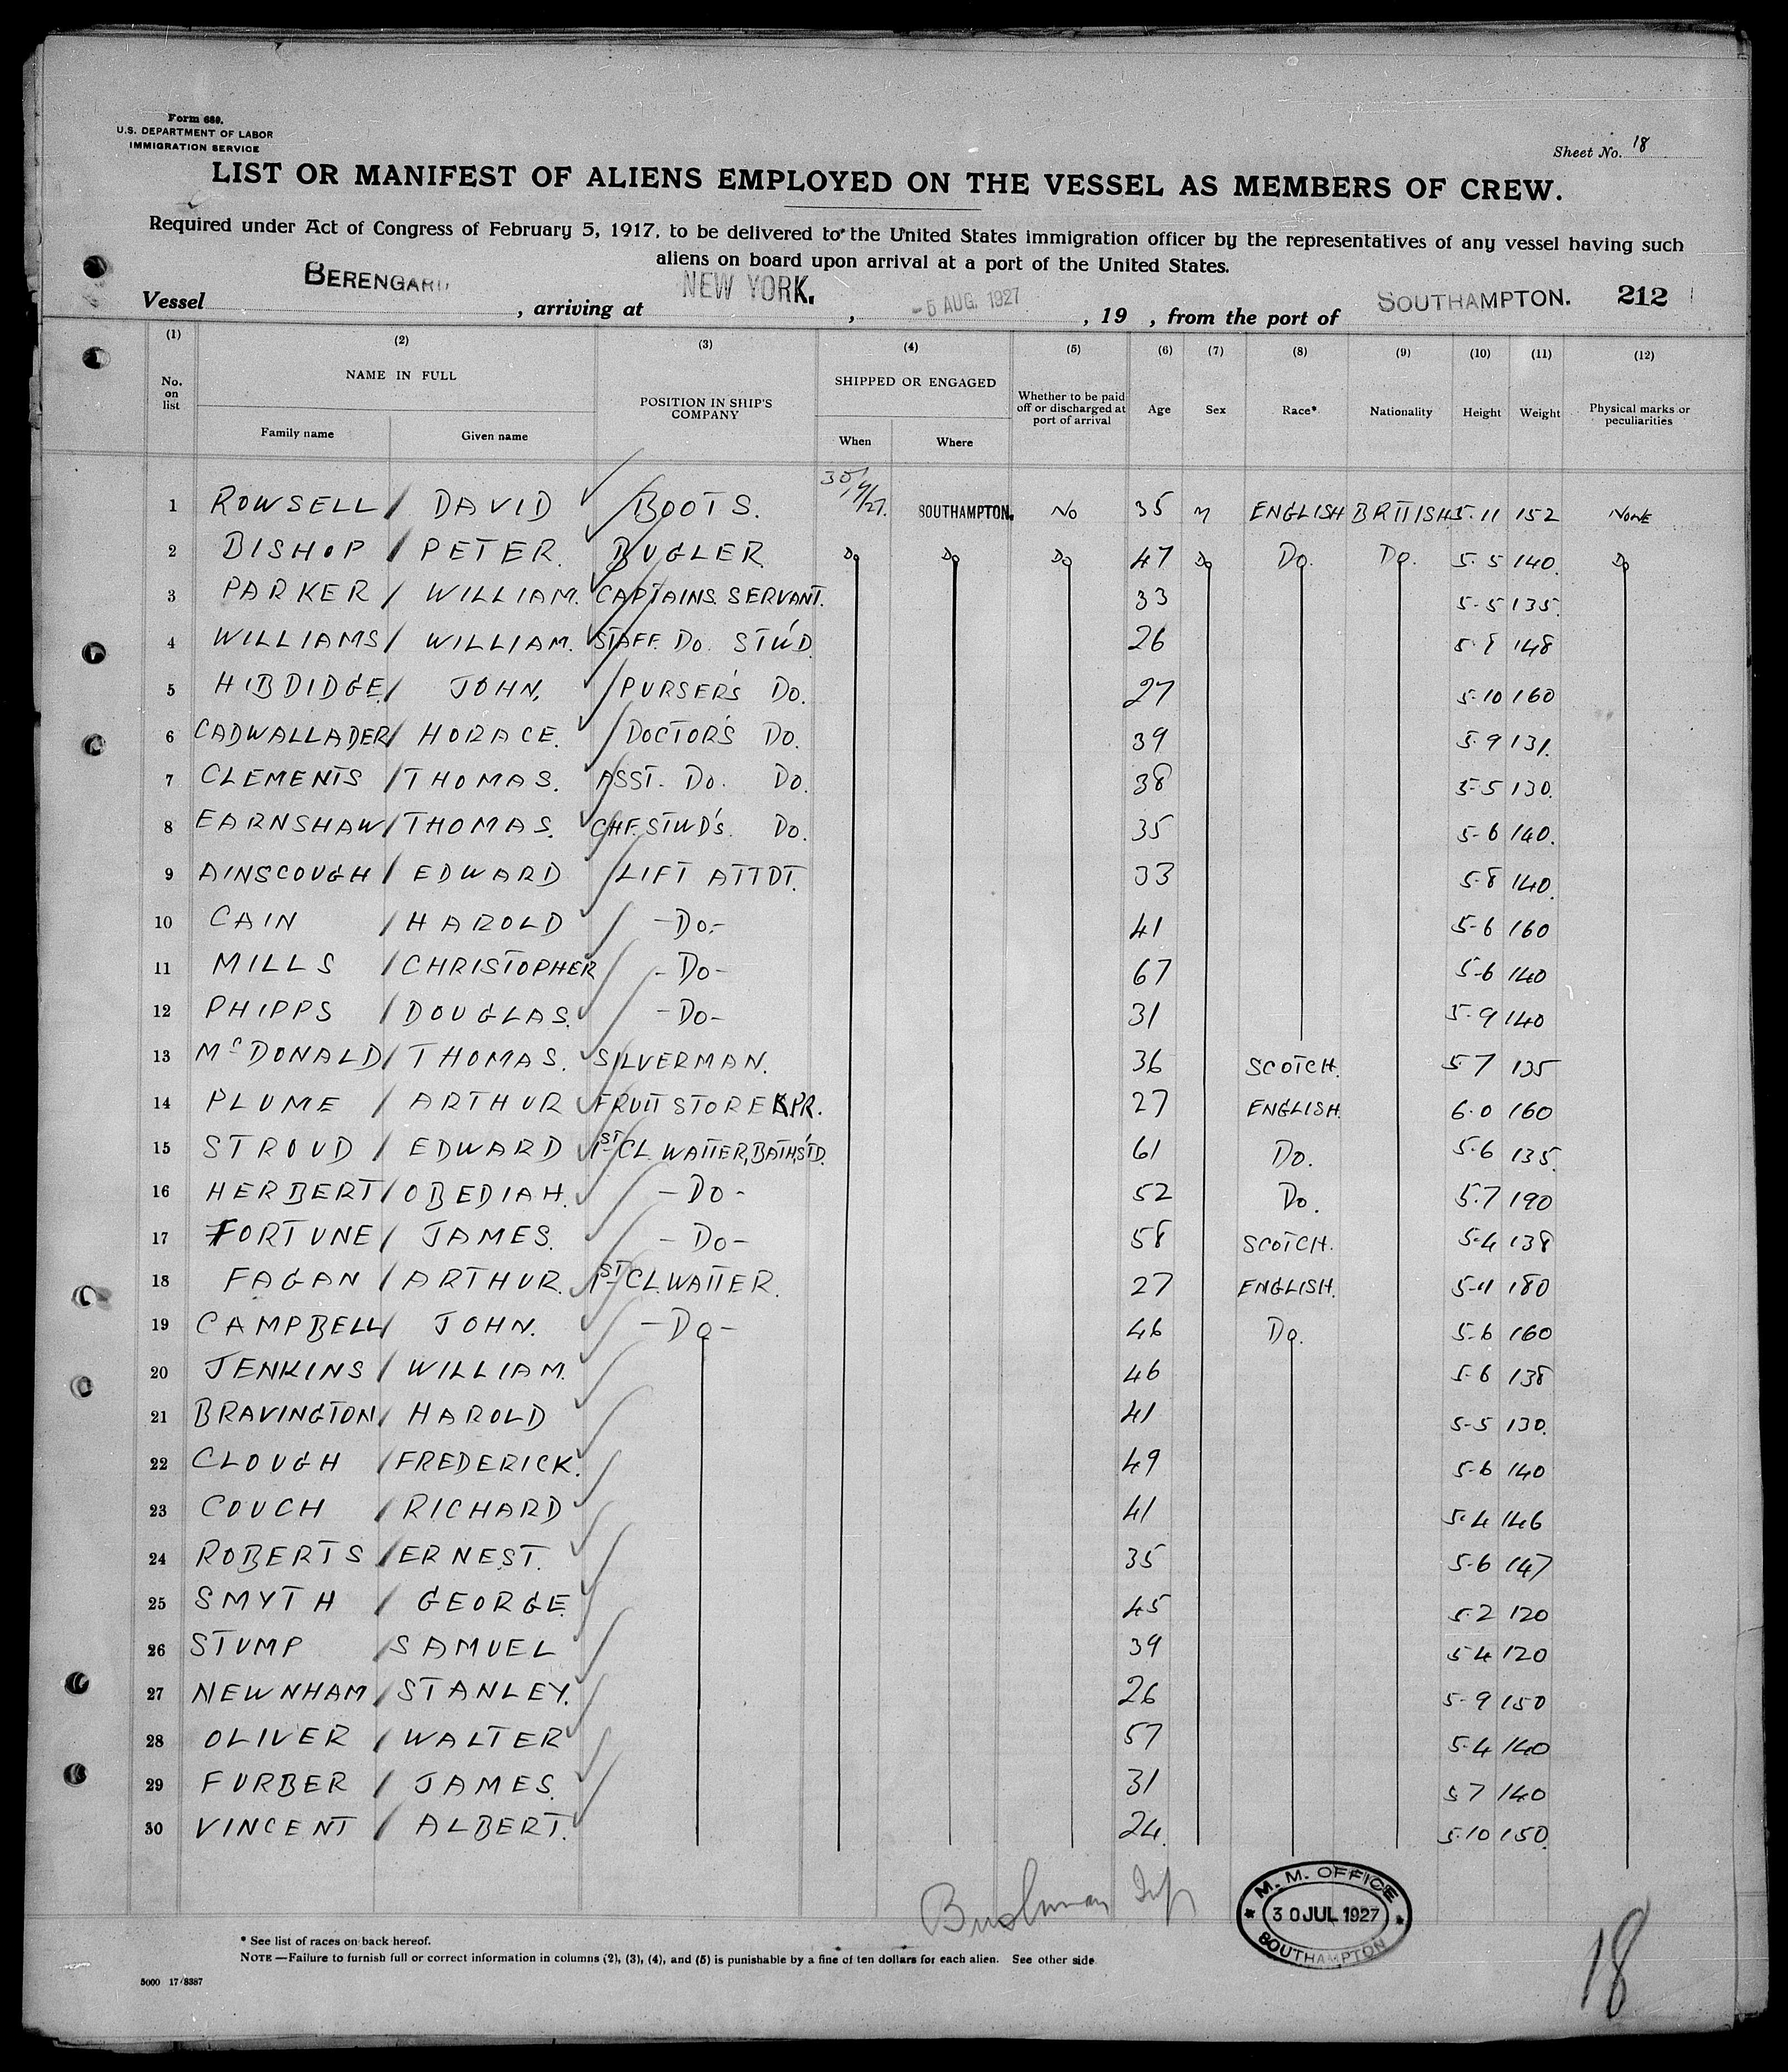 Form 689.
U.S. DEPARTMENT OF LABOR
IMMIGRATION SERVICE
Sheet No. 18
LIST OR MANIFEST OF ALIENS EMPLOYED ON THE VESSEL AS MEMBERS OF CREW.
Required under Act of Congress of February 5, 1917, to be delivered to the United States immigration officer by the representatives of any vessel having such
aliens on board upon arrival at a port of the United States.
Vessel BERENGARI, arriving at NEW YORK., -5 AUG. 1927, 19 , from the port of SOUTHAMPTON. 212
(1) (2) (3) (4) (5) (6) (7) (8) (9) (10) (11) (12)
No. on list NAME IN FULL POSITION IN SHIP'S COMPANY SHIPPED OR ENGAGED Whether to be paid off or discharged at port of arrival Age Sex Race* Nationality Height Weight Physical marks or peculiarities
Family name Given name When Where
1 ROWSELL / DAVID BOOTS. SOUTHAMPTON. NO 35 M ENGLISH BRITISH 5.11 152 NONE
2 BISHOP / PETER. BUGLER. Do Do Do 47 Do Do. Do. 5.5 140. Do
3 PARKER / WILLIAM. CAPTAINS SERVANT. 33 5.5 135.
4 WILLIAMS / WILLIAM. STAFF. Do. STW'D. 26 5.8 148
5 HIBDIDGE / JOHN. PURSER'S Do. 27 5.10 160
6 CADWALLADER / HORACE. DOCTOR'S Do. 39 5.9 131.
7 CLEMENTS / THOMAS. ASST. Do. Do. 38 5.5 130.
8 EARNSHAW / THOMAS. CHF. STWD'S. Do. 35 5.6 140.
9 AINSCOUGH / EDWARD LIFT ATTDT. 33 5.8 140.
10 CAIN / HAROLD -Do.- 41 5.6 160
11 MILLS / CHRISTOPHER -Do- 67 5.6 140
12 PHIPPS / DOUGLAS. -Do- 31 5.9 140
13 McDONALD / THOMAS. SILVERMAN. 36 SCOTCH. 5.7 135
14 PLUME / ARTHUR FRUIT STORE KPR. 27 ENGLISH. 6.0 160
15 STROUD / EDWARD 1ST CL. WAITER, BATH, ST'D. 61 Do. 5.6 135.
16 HERBERT / OBEDIAH. -Do- 52 Do. 5.7 190
17 FORTUNE / JAMES. -Do- 58 SCOTCH. 5.4 138
18 FAGAN / ARTHUR. 1ST CL. WAITER. 27 ENGLISH. 5.11 180
19 CAMPBELL / JOHN. -Do- 46 Do. 5.6 160
20 JENKINS / WILLIAM. 46 5.6 138
21 BRAVINGTON / HAROLD 41 5.5 130.
22 CLOUGH / FREDERICK. 49 5.6 140
23 COUCH / RICHARD 41 5.4 146
24 ROBERTS / ERNEST. 35 5.6 147
25 SMYTH / GEORGE. 45 5.2 120
26 STUMP / SAMUEL 39 5.4 120
27 NEWNHAM / STANLEY. 26 5.9 150
28 OLIVER / WALTER 57 5.4 140
29 FURBER / JAMES. 31 5.7 140
30 VINCENT / ALBERT. 24. 5.10 150.
M. M. OFFICE
* 30 JUL 1927 *
SOUTHAMPTON
* See list of races on back hereof.
NOTE—Failure to furnish full or correct information in columns (2), (3), (4), and (5) is punishable by a fine of ten dollars for each alien. See other side
5000 17/8387
18